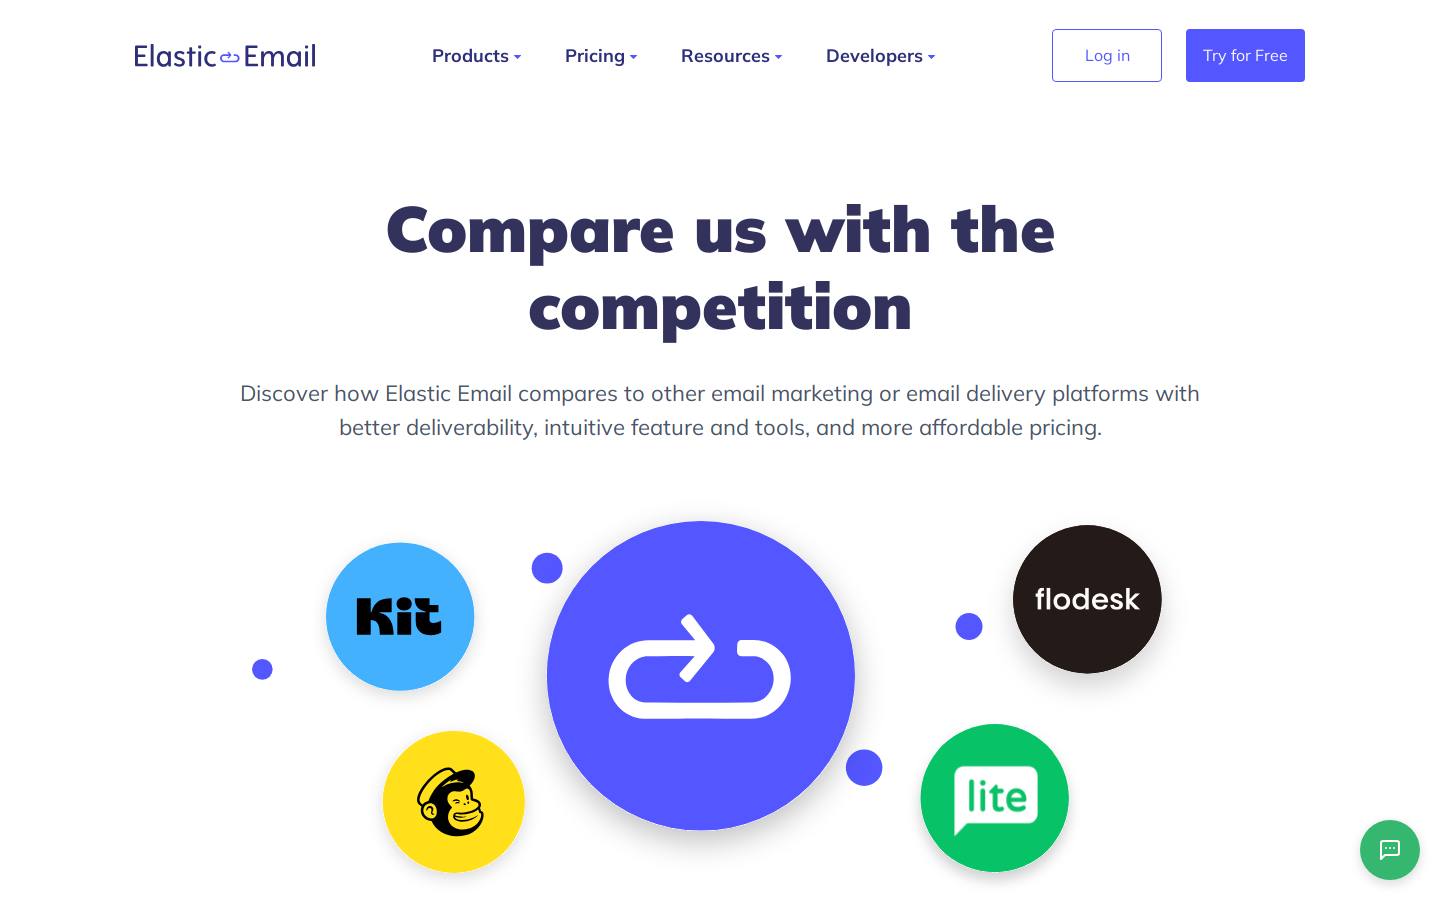 Elastic Email
Products
Pricing
Resources
Developers
Log in
Try for Free
Compare us with the
competition
Discover how Elastic Email compares to other email marketing or email delivery platforms with
better deliverability, intuitive feature and tools, and more affordable pricing.
Kit
flodesk
lite